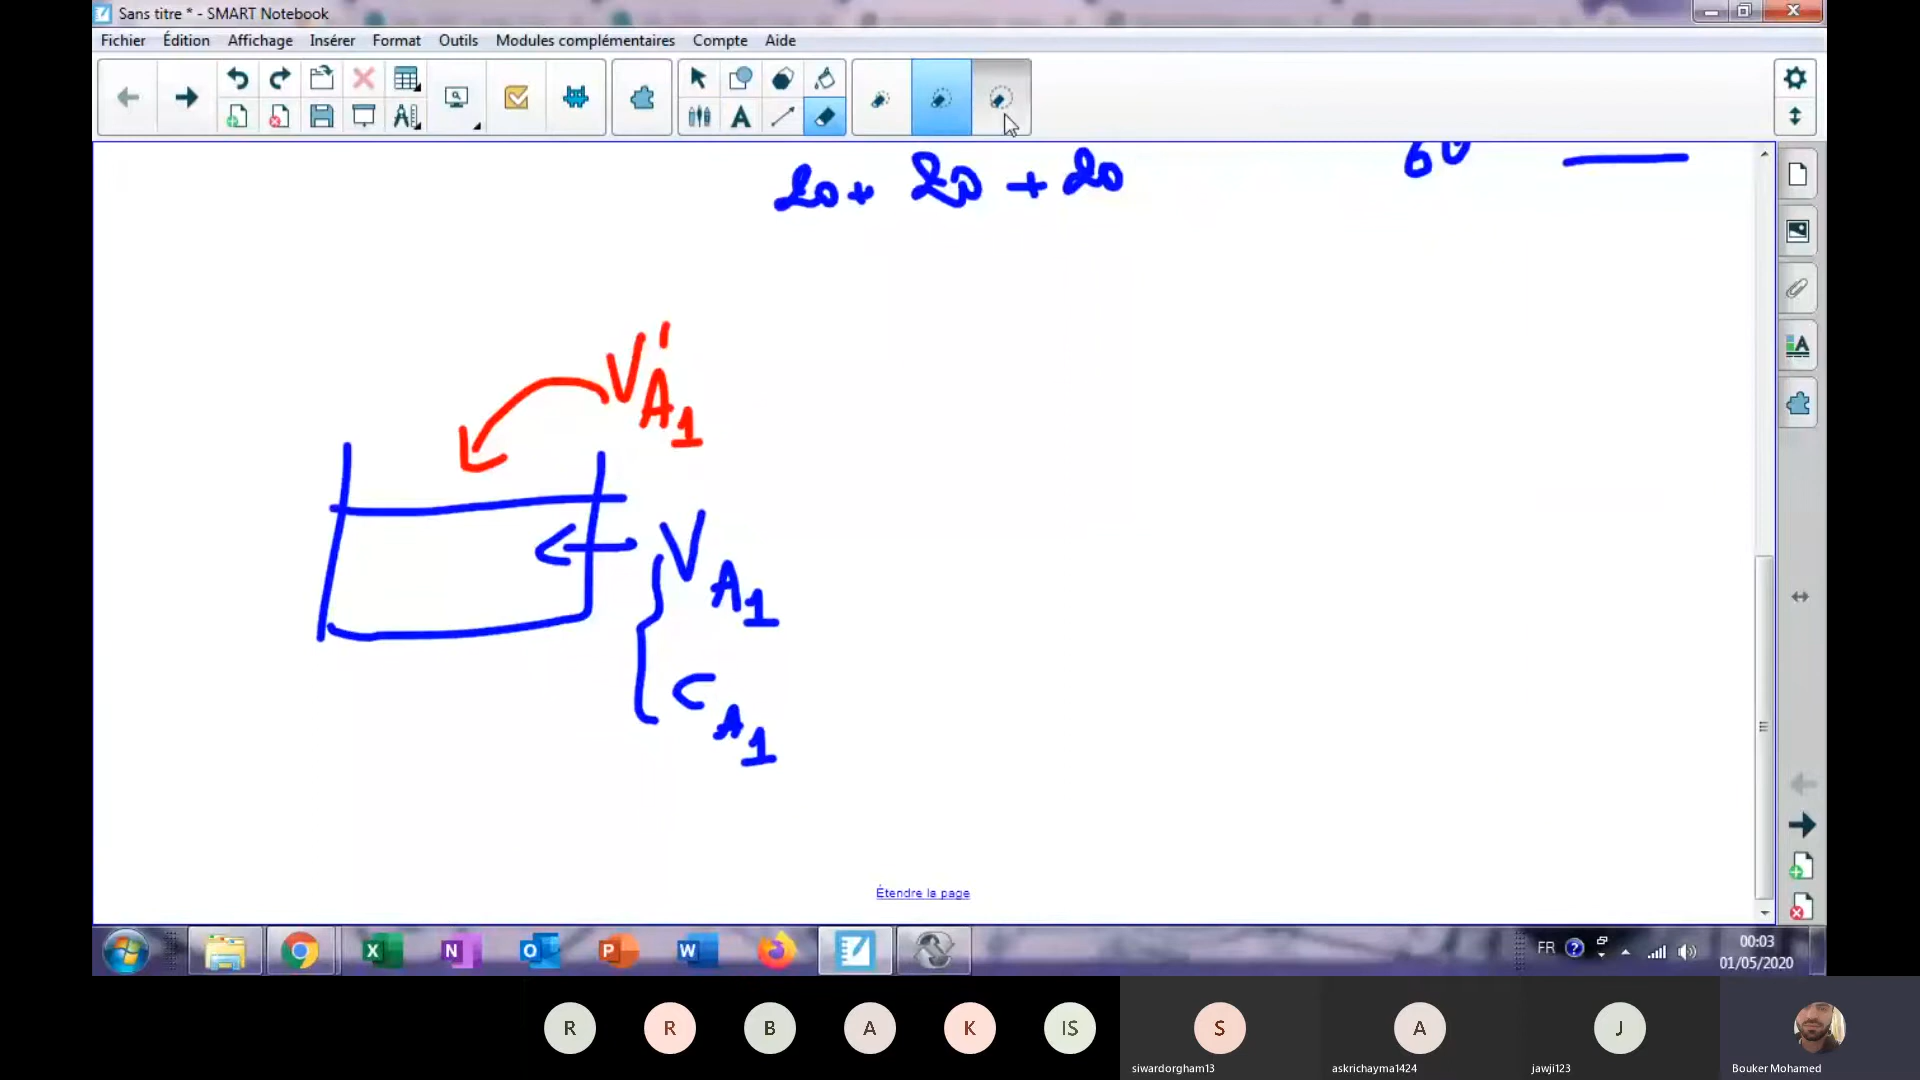 Sans titre * - SMART Notebook
Fichier Édition Affichage Insérer Format Outils Modules complémentaires Compte Aide
20 + 20 + 20
60
V'A1
VA1
CA1
Étendre la page
FR
00:03
01/05/2020
R R B A K IS S A J
siwardorgham13 askrichayma1424 jawji123 Bouker Mohamed